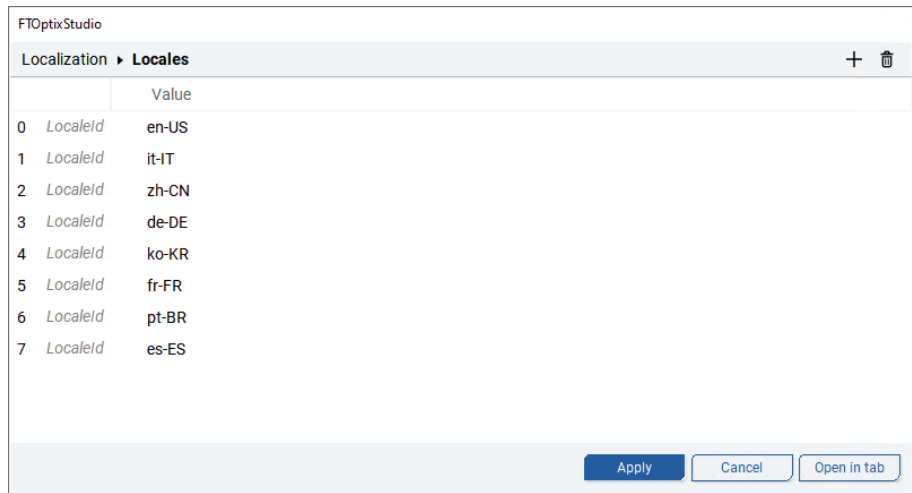 FTOptixStudio
Localization ▸ Locales
Value
0 LocaleId en-US
1 LocaleId it-IT
2 LocaleId zh-CN
3 LocaleId de-DE
4 LocaleId ko-KR
5 LocaleId fr-FR
6 LocaleId pt-BR
7 LocaleId es-ES
Apply Cancel Open in tab